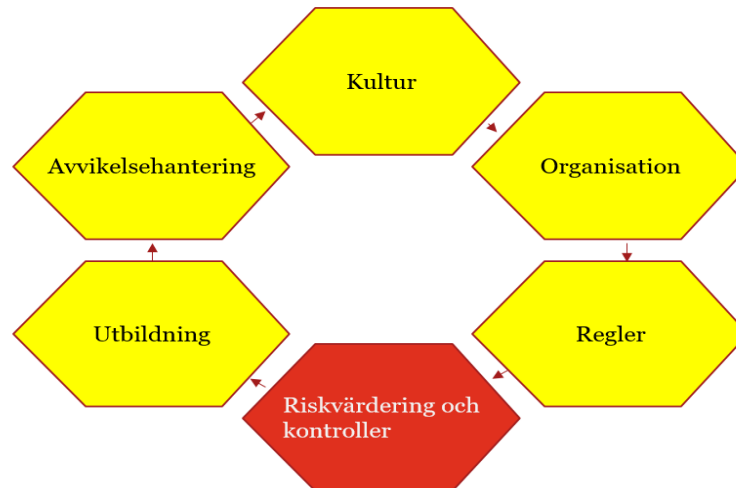 Kultur
Organisation
Regler
Riskvärdering och
kontroller
Utbildning
Avvikelsehantering